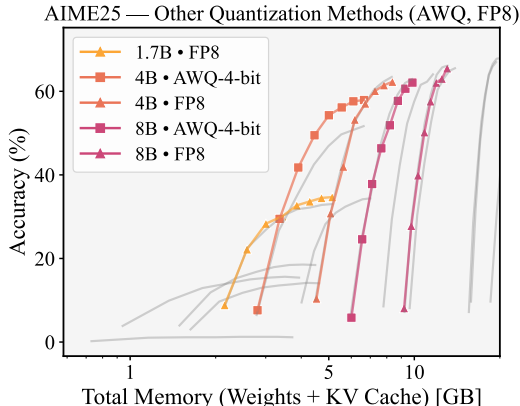 AIME25 — Other Quantization Methods (AWQ, FP8)
1.7B • FP8
4B • AWQ-4-bit
4B • FP8
8B • AWQ-4-bit
8B • FP8
Accuracy (%)
60
40
20
0
1
5
10
Total Memory (Weights + KV Cache) [GB]